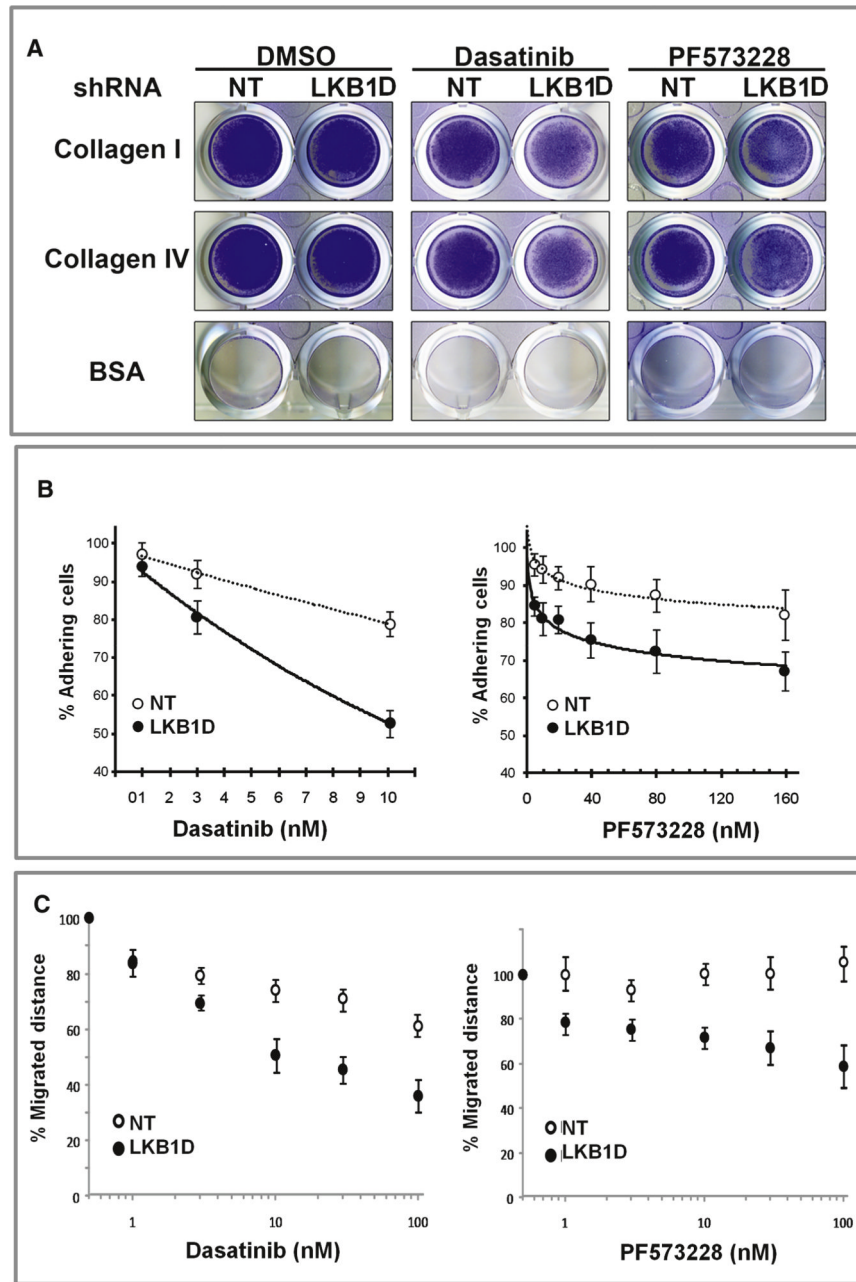 A
DMSO Dasatinib PF573228
shRNA NT LKB1D NT LKB1D NT LKB1D
Collagen I
Collagen IV
BSA
B
% Adhering cells
100
90
80
70
60
50
40
NT
LKB1D
01 2 3 4 5 6 7 8 9 10
Dasatinib (nM)
% Adhering cells
100
90
80
70
60
50
40
NT
LKB1D
0 40 80 120 160
PF573228 (nM)
C
% Migrated distance
100
80
60
40
20
0
NT
LKB1D
1 10 100
Dasatinib (nM)
% Migrated distance
100
80
60
40
20
0
NT
LKB1D
1 10 100
PF573228 (nM)